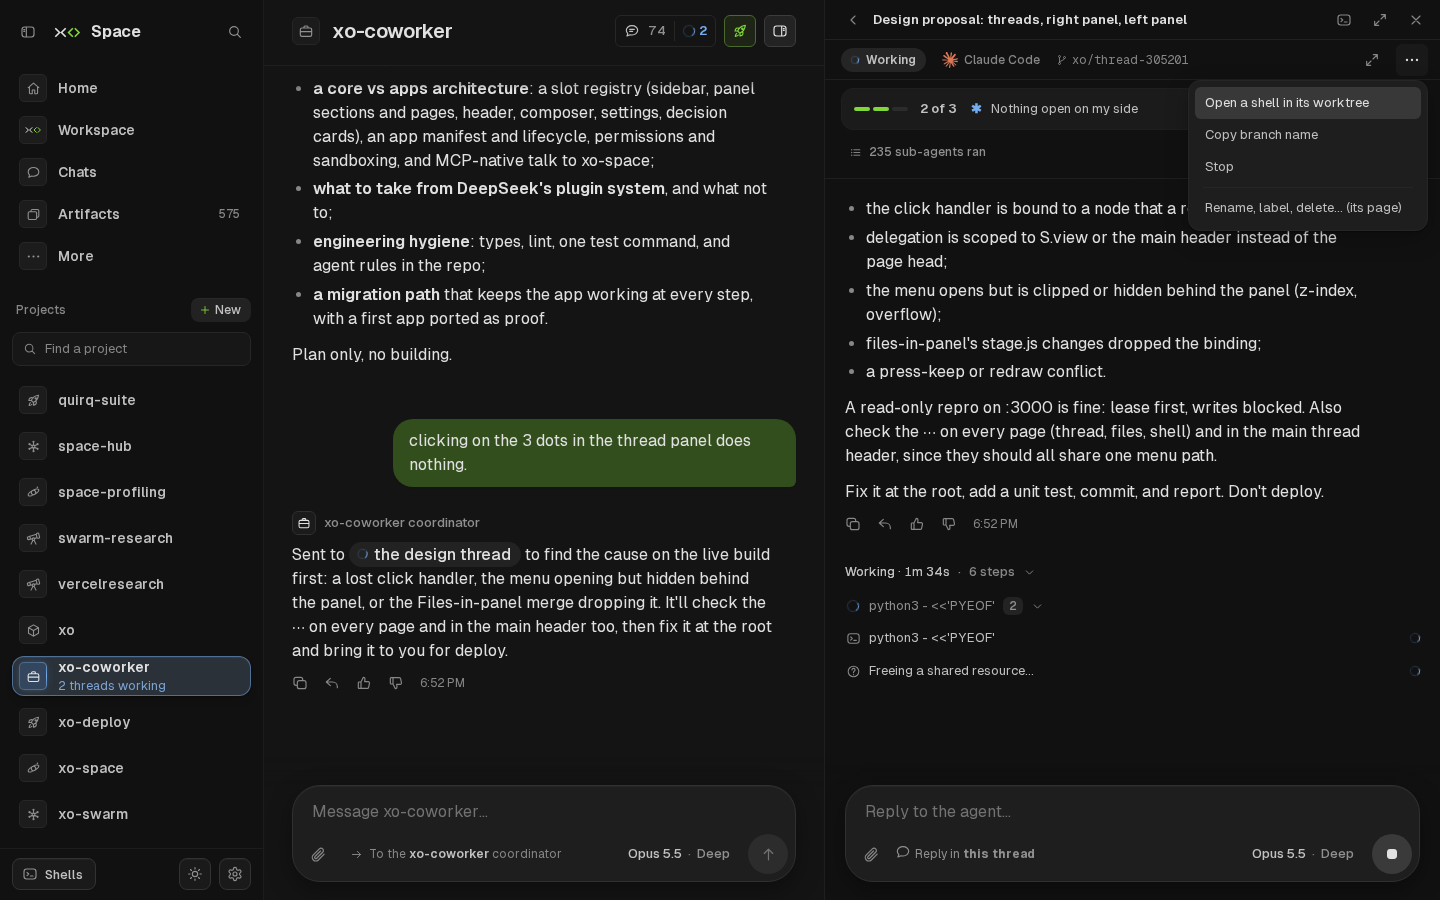 Space
Home
Workspace
Chats
Artifacts 575
More
Projects
New
Find a project
quirq-suite
space-hub
space-profiling
swarm-research
vercelresearch
xo
xo-coworker
2 threads working
xo-deploy
xo-space
xo-swarm
Shells
xo-coworker
74 2
• a core vs apps architecture: a slot registry (sidebar, panel
sections and pages, header, composer, settings, decision
cards), an app manifest and lifecycle, permissions and
sandboxing, and MCP-native talk to xo-space;
• what to take from DeepSeek's plugin system, and what not
to;
• engineering hygiene: types, lint, one test command, and
agent rules in the repo;
• a migration path that keeps the app working at every step,
with a first app ported as proof.
Plan only, no building.
clicking on the 3 dots in the thread panel does
nothing.
xo-coworker coordinator
Sent to the design thread to find the cause on the live build
first: a lost click handler, the menu opening but hidden behind
the panel, or the Files-in-panel merge dropping it. It'll check the
··· on every page and in the main header too, then fix it at the root
and bring it to you for deploy.
6:52 PM
Message xo-coworker...
→ To the xo-coworker coordinator
Opus 5.5 · Deep
Design proposal: threads, right panel, left panel
Working
Claude Code
xo/thread-305201
2 of 3
Nothing open on my side
235 sub-agents ran
Open a shell in its worktree
Copy branch name
Stop
Rename, label, delete... (its page)
• the click handler is bound to a node that a r
• delegation is scoped to S.view or the main header instead of the
page head;
• the menu opens but is clipped or hidden behind the panel (z-index,
overflow);
• files-in-panel's stage.js changes dropped the binding;
• a press-keep or redraw conflict.
A read-only repro on :3000 is fine: lease first, writes blocked. Also
check the ··· on every page (thread, files, shell) and in the main thread
header, since they should all share one menu path.
Fix it at the root, add a unit test, commit, and report. Don't deploy.
6:52 PM
Working · 1m 34s · 6 steps
python3 - <<'PYEOF' 2
python3 - <<'PYEOF'
Freeing a shared resource...
Reply to the agent...
Reply in this thread
Opus 5.5 · Deep